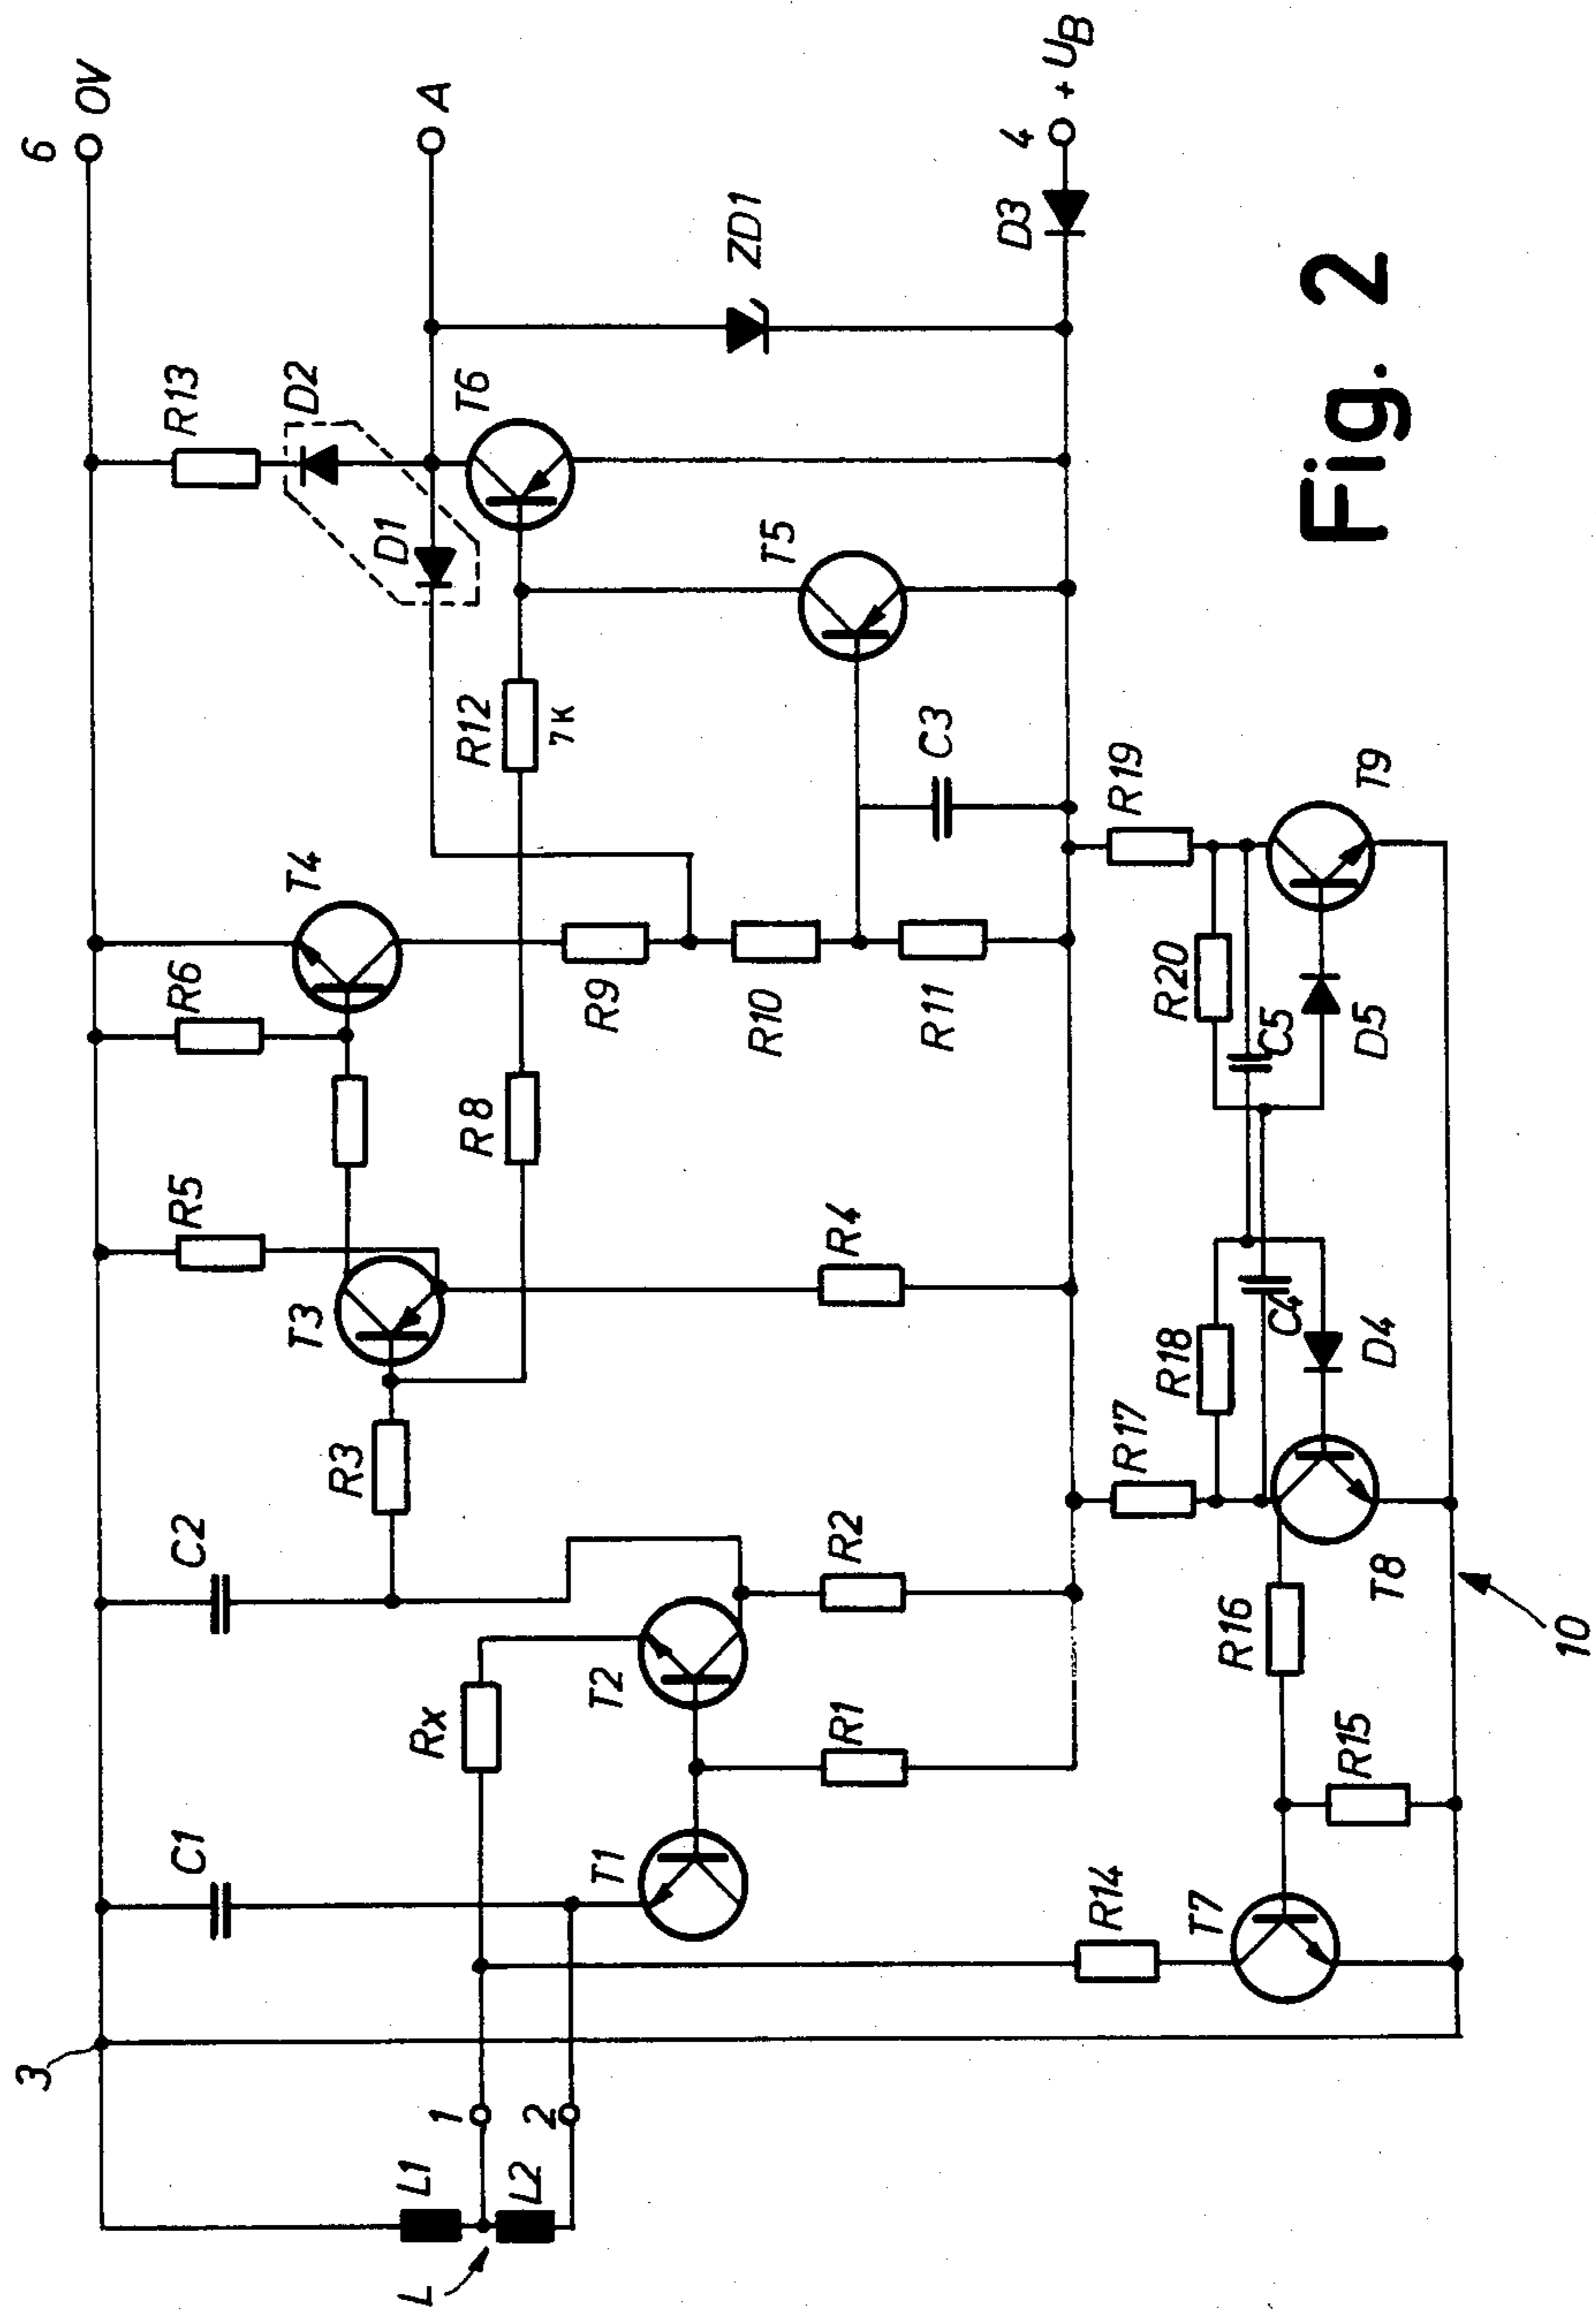 6
0V
A
4
+ UB
R13
D2
D1
T6
ZD1
D3
T5
R12
7K
C3
T4
R6
R9
R10
R11
R19
T9
R20
C5
D5
R5
R8
R4
T3
R3
C2
R2
R17
R18
C4
D4
T8
10
Rx
T2
R1
R16
R15
C1
T1
R14
T7
3
1
2
L1
L2
L
Fig. 2